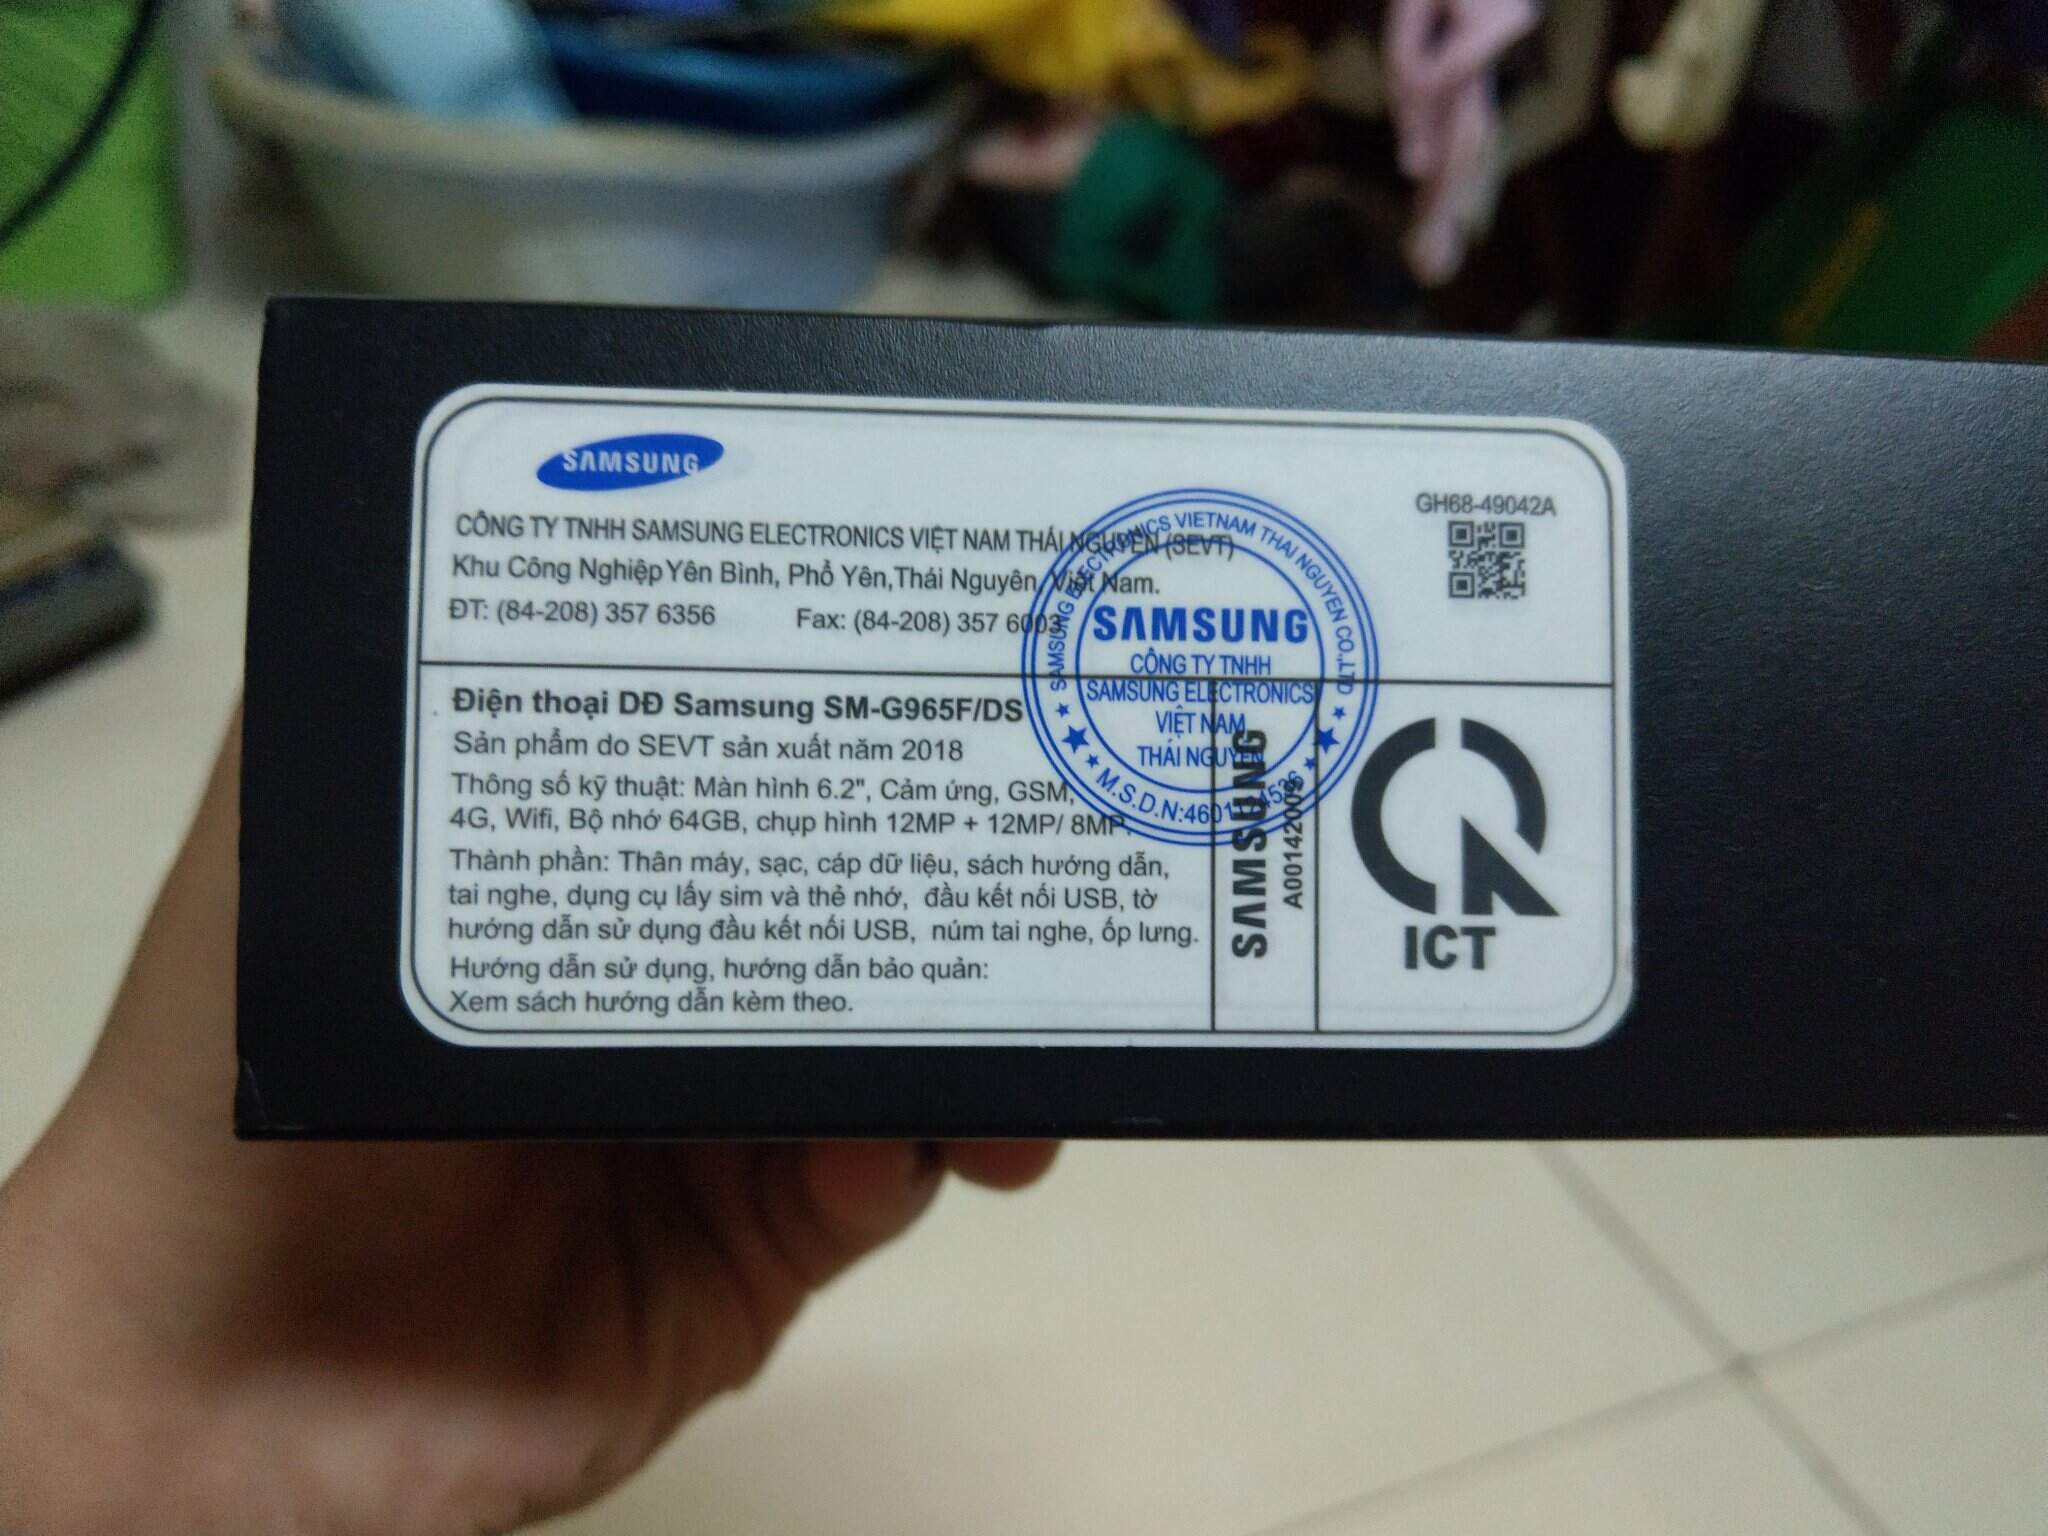 SAMSUNG
GH68-49042A
CÔNG TY TNHH SAMSUNG ELECTRONICS VIỆT NAM THÁI NGUYÊN (SEVT)
Khu Công Nghiệp Yên Bình, Phổ Yên,Thái Nguyên, Việt Nam.
ĐT: (84-208) 357 6356 Fax: (84-208) 357 6003
SAMSUNG ELECTRONICS VIETNAM THAI NGUYEN CO.,LTD
SAMSUNG
CÔNG TY TNHH
SAMSUNG ELECTRONICS
VIỆT NAM
THÁI NGUYÊN
Điện thoại DĐ Samsung SM-G965F/DS
Sản phẩm do SEVT sản xuất năm 2018
Thông số kỹ thuật: Màn hình 6.2", Cảm ứng, GSM,
4G, Wifi, Bộ nhớ 64GB, chụp hình 12MP + 12MP/ 8MP.
Thành phần: Thân máy, sạc, cáp dữ liệu, sách hướng dẫn,
tai nghe, dụng cụ lấy sim và thẻ nhớ, đầu kết nối USB, tờ
hướng dẫn sử dụng đầu kết nối USB, núm tai nghe, ốp lưng.
Hướng dẫn sử dụng, hướng dẫn bảo quản:
Xem sách hướng dẫn kèm theo.
SAMSUNG
ICT